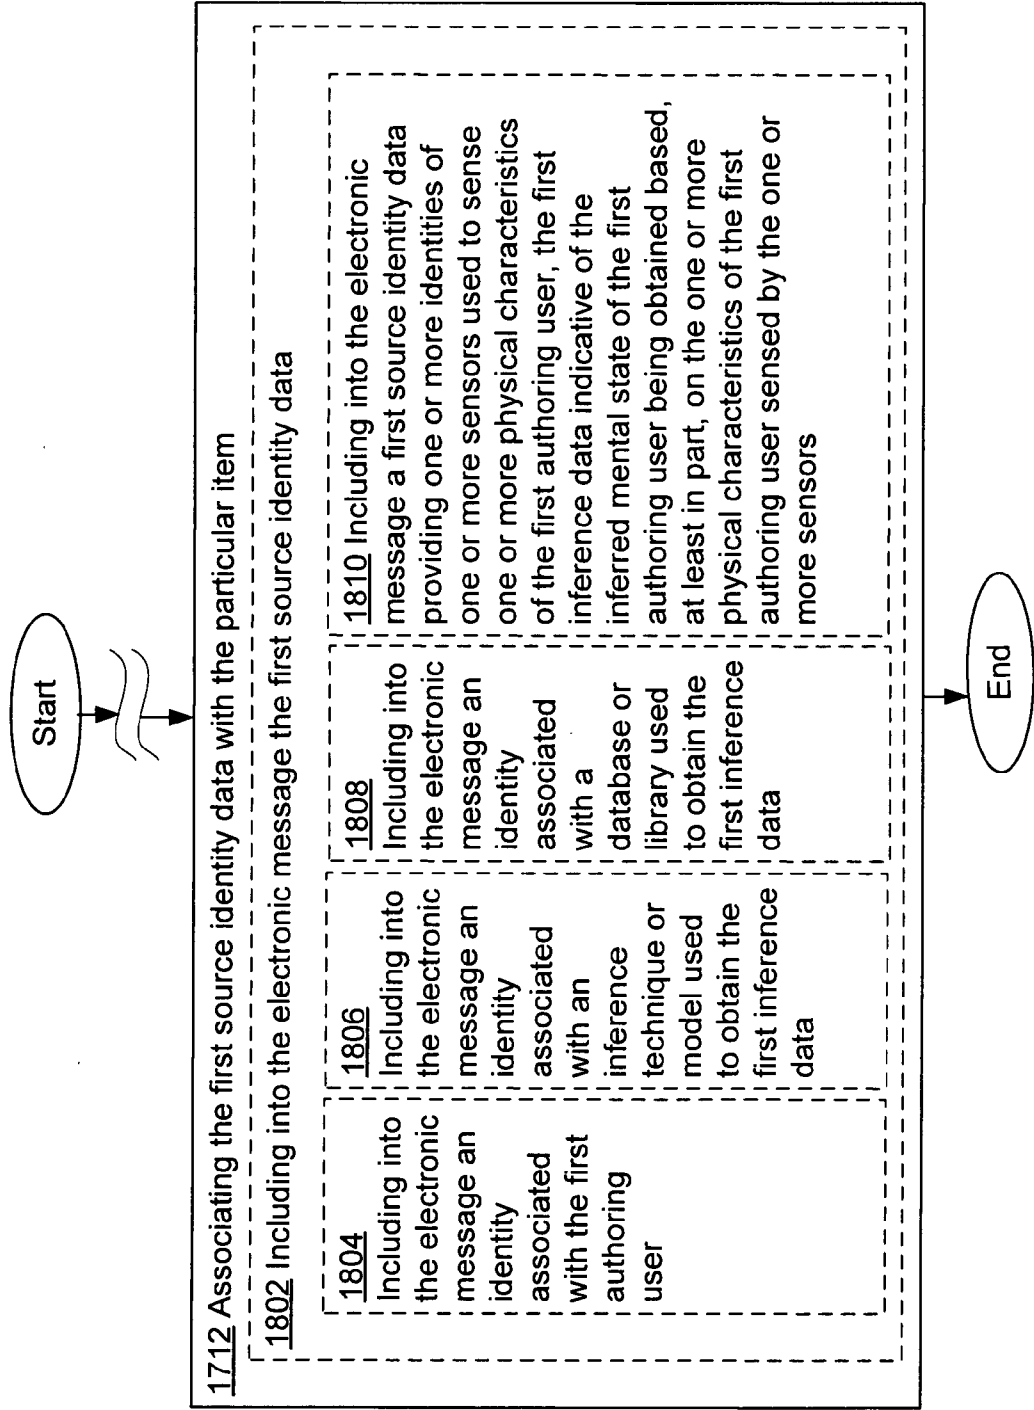 Start
1712 Associating the first source identity data with the particular item
1802 Including into the electronic message the first source identity data
1804
Including into
the electronic
message an
identity
associated
with the first
authoring
user
1806
Including into
the electronic
message an
identity
associated
with an
inference
technique or
model used
to obtain the
first inference
data
1808
Including into
the electronic
message an
identity
associated
with a
database or
library used
to obtain the
first inference
data
1810 Including into the electronic
message a first source identity data
providing one or more identities of
one or more sensors used to sense
one or more physical characteristics
of the first authoring user, the first
inference data indicative of the
inferred mental state of the first
authoring user being obtained based,
at least in part, on the one or more
physical characteristics of the first
authoring user sensed by the one or
more sensors
End